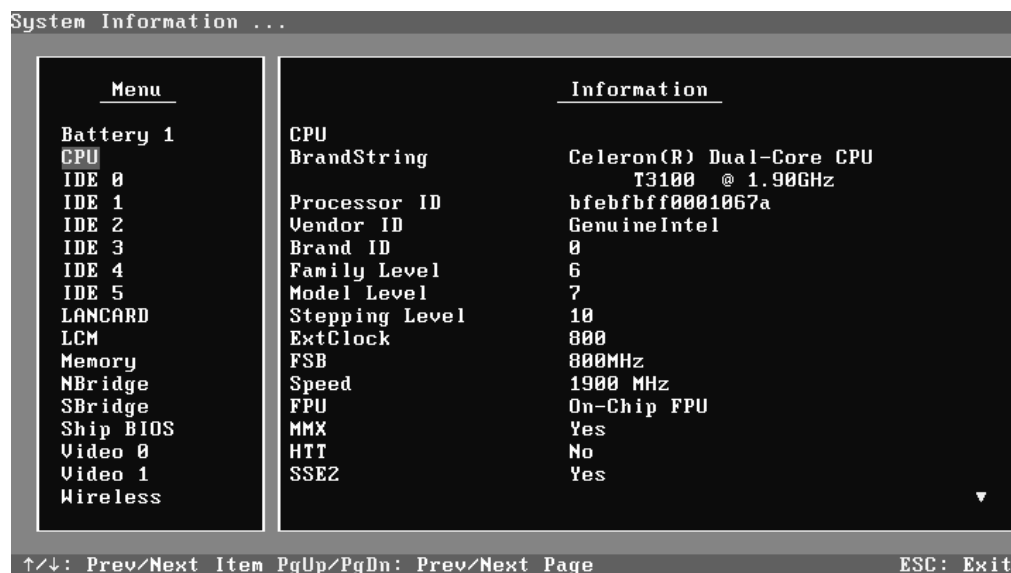 System Information ...
Menu
Battery 1
CPU
IDE 0
IDE 1
IDE 2
IDE 3
IDE 4
IDE 5
LANCARD
LCM
Memory
NBridge
SBridge
Ship BIOS
Video 0
Video 1
Wireless
Information
CPU
BrandString Celeron(R) Dual-Core CPU
T3100 @ 1.90GHz
Processor ID bfebfbff0001067a
Vendor ID GenuineIntel
Brand ID 0
Family Level 6
Model Level 7
Stepping Level 10
ExtClock 800
FSB 800MHz
Speed 1900 MHz
FPU On-Chip FPU
MMX Yes
HTT No
SSE2 Yes
↑/↓: Prev/Next Item PgUp/PgDn: Prev/Next Page ESC: Exit